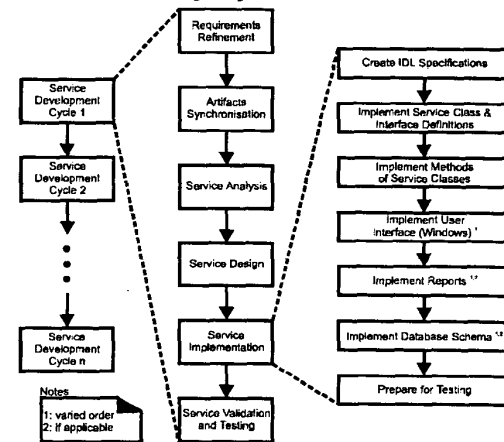 Service
Development
Cycle 1
Service
Development
Cycle 2
Service
Development
Cycle n
Notes
1: varied order
2: if applicable
Requirements
Refinement
Artifacts
Synchronisation
Service Analysis
Service Design
Service
Implementation
Service Validation
and Testing
Create IDL Specifications
Implement Service Class &
Interface Definitions
Implement Methods
of Service Classes
Implement User
Interface (Windows) ¹
Implement Reports ¹·²
Implement Database Schema ¹·²
Prepare for Testing